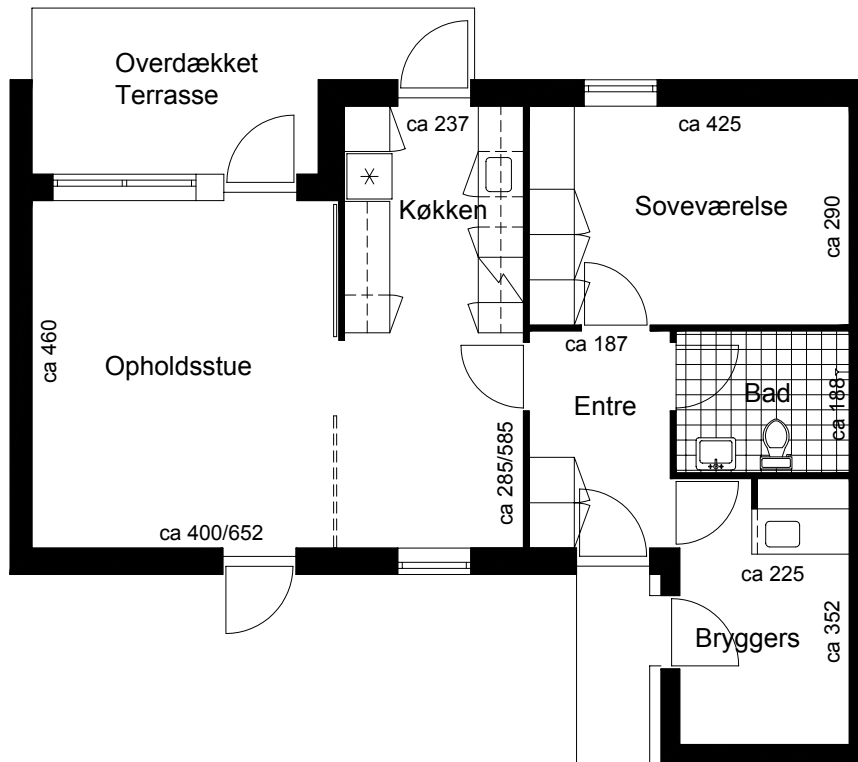 Overdækket
Terrasse
ca 237
ca 425
Køkken
Soveværelse
ca 290
ca 460
Opholdsstue
ca 187
Entre
Bad
ca 188
ca 285/585
ca 400/652
ca 225
Bryggers
ca 352